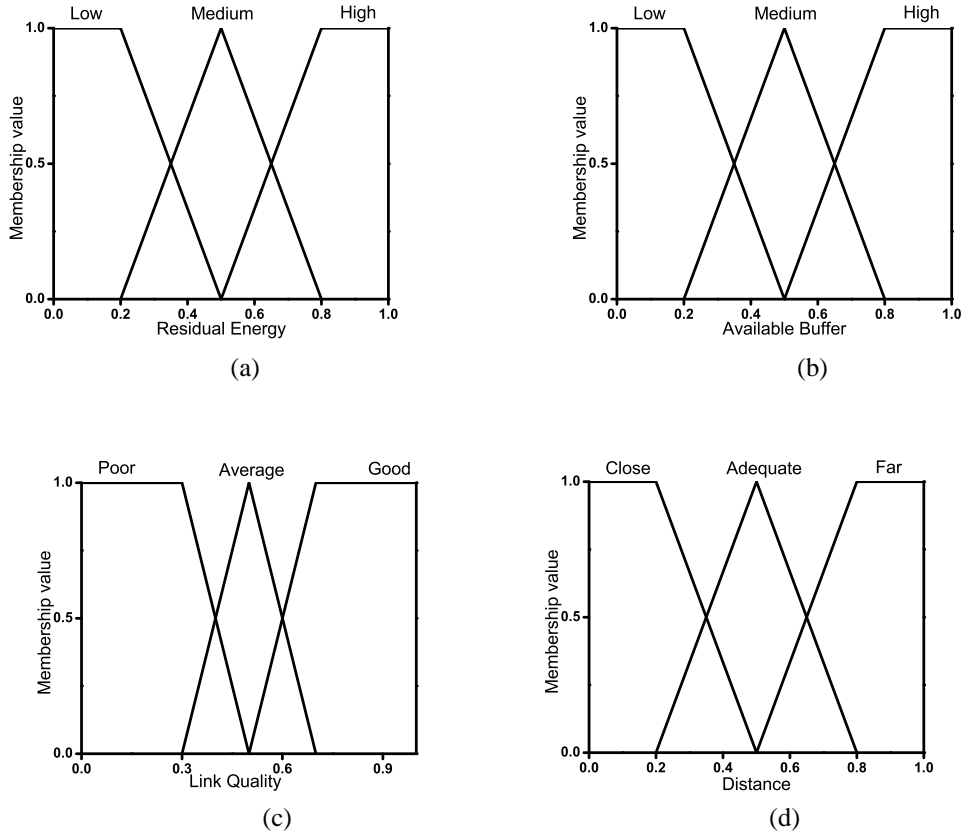 Low Medium High
1.0
0.5
0.0
Membership value
0.0 0.2 0.4 0.6 0.8 1.0
Residual Energy
(a)
Low Medium High
1.0
0.5
0.0
Membership value
0.0 0.2 0.4 0.6 0.8 1.0
Available Buffer
(b)
Poor Average Good
1.0
0.5
0.0
Membership value
0.0 0.3 0.6 0.9
Link Quality
(c)
Close Adequate Far
1.0
0.5
0.0
Membership value
0.0 0.2 0.4 0.6 0.8 1.0
Distance
(d)